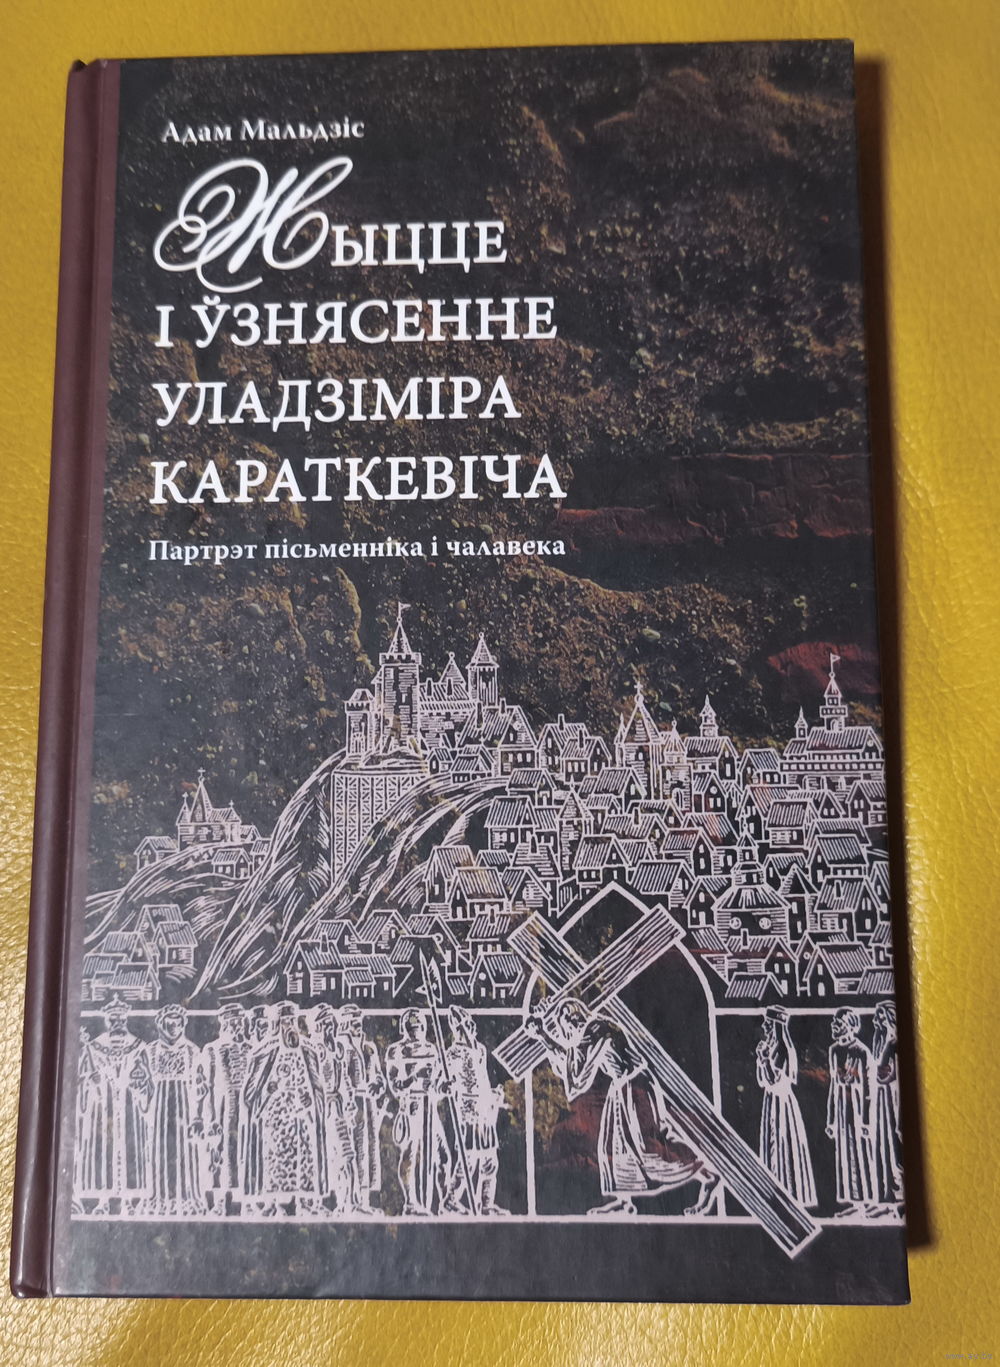 Адам Мальдзіс
Жыцце
і ўзнясенне
Уладзіміра
Караткевіча
Партрэт пісьменніка і чалавека